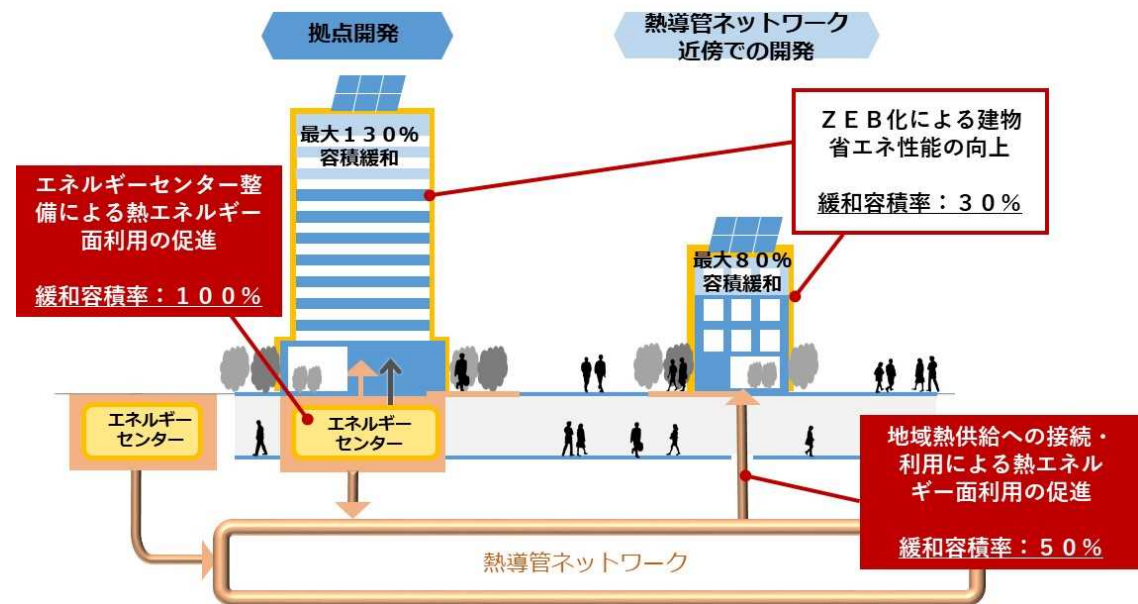 拠点開発
熱導管ネットワーク
近傍での開発
最大１３０％
容積緩和
ＺＥＢ化による建物
省エネ性能の向上
緩和容積率：３０％
エネルギーセンター整
備による熱エネルギー
面利用の促進
緩和容積率：１００％
最大８０％
容積緩和
エネルギー
センター
エネルギー
センター
地域熱供給への接続・
利用による熱エネル
ギー面利用の促進
緩和容積率：５０％
熱導管ネットワーク